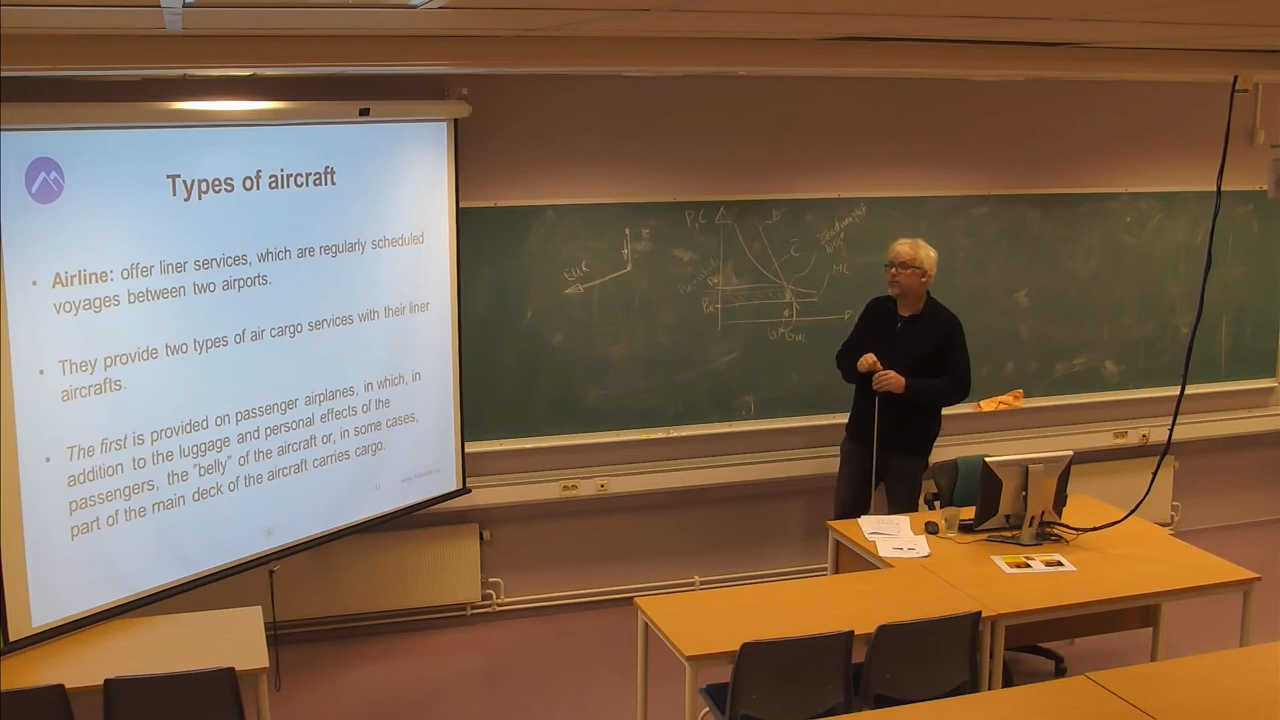 Types of aircraft
• Airline: offer liner services, which are regularly scheduled
voyages between two airports.
• They provide two types of air cargo services with their liner
aircrafts.
• The first is provided on passenger airplanes, in which, in
addition to the luggage and personal effects of the
passengers, the "belly" of the aircraft or, in some cases,
part of the main deck of the aircraft carries cargo.
P,C
D
MC